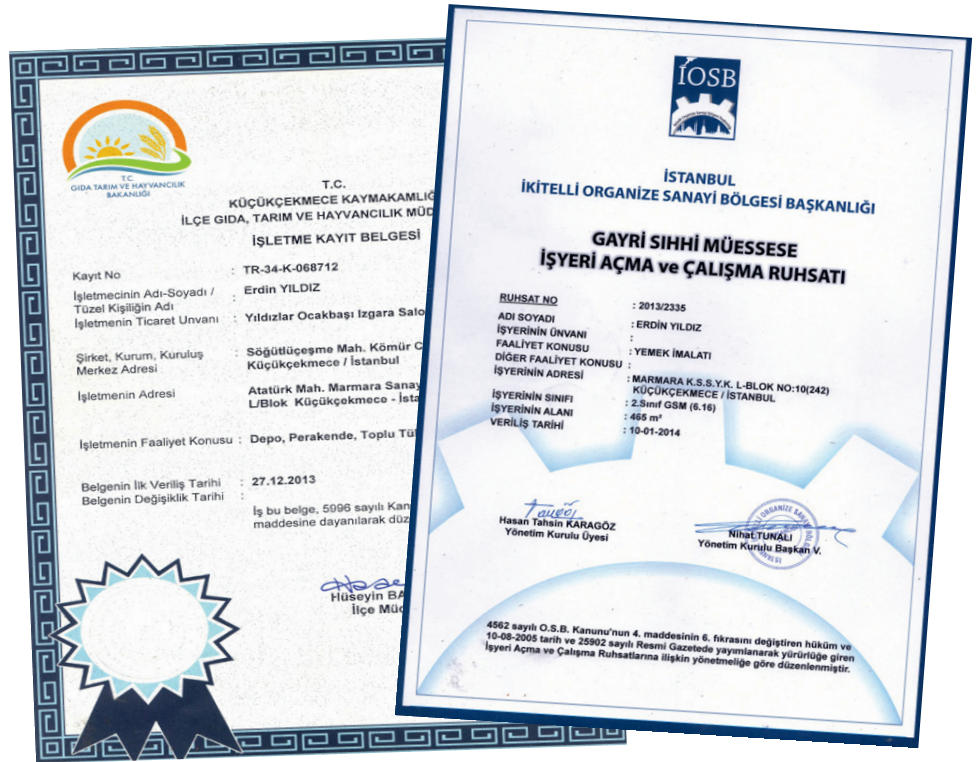 T.C.
GIDA TARIM VE HAYVANCILIK
BAKANLIĞI
T.C.
KÜÇÜKÇEKMECE KAYMAKAMLIĞ
İLÇE GIDA, TARIM VE HAYVANCILIK MÜD
İŞLETME KAYIT BELGESİ
Kayıt No : TR-34-K-068712
İşletmecinin Adı-Soyadı / : Erdin YILDIZ
Tüzel Kişiliğin Adı
İşletmenin Ticaret Unvanı : Yıldızlar Ocakbaşı Izgara Salo
Şirket, Kurum, Kuruluş : Söğütlüçeşme Mah. Kömür C
Merkez Adresi Küçükçekmece / İstanbul
İşletmenin Adresi : Atatürk Mah. Marmara Sanay
L/Blok Küçükçekmece - İsta
İşletmenin Faaliyet Konusu : Depo, Perakende, Toplu Tü
Belgenin İlk Veriliş Tarihi : 27.12.2013
Belgenin Değişiklik Tarihi :
İş bu belge, 5996 sayılı Kan
maddesine dayanılarak düz
Hüseyin BA
İlçe Müd
İOSB
İSTANBUL
İKİTELLİ ORGANİZE SANAYİ BÖLGESİ BAŞKANLIĞI
GAYRİ SIHHİ MÜESSESE
İŞYERİ AÇMA ve ÇALIŞMA RUHSATI
RUHSAT NO : 2013/2335
ADI SOYADI : ERDİN YILDIZ
İŞYERİNİN ÜNVANI :
FAALİYET KONUSU : YEMEK İMALATI
DİĞER FAALİYET KONUSU :
İŞYERİNİN ADRESİ : MARMARA K.S.S.Y.K. L-BLOK NO:10(242)
KÜÇÜKÇEKMECE / İSTANBUL
İŞYERİNİN SINIFI : 2.Sınıf GSM (6.16)
İŞYERİNİN ALANI : 465 m²
VERİLİŞ TARİHİ : 10-01-2014
Hasan Tahsin KARAGÖZ
Yönetim Kurulu Üyesi
Nihat TUNALI
Yönetim Kurulu Başkan V.
4562 sayılı O.S.B. Kanunu'nun 4. maddesinin 6. fıkrasını değiştiren hüküm ve
10-08-2005 tarih ve 25902 sayılı Resmi Gazetede yayımlanarak yürürlüğe giren
İşyeri Açma ve Çalışma Ruhsatlarına ilişkin yönetmeliğe göre düzenlenmiştir.